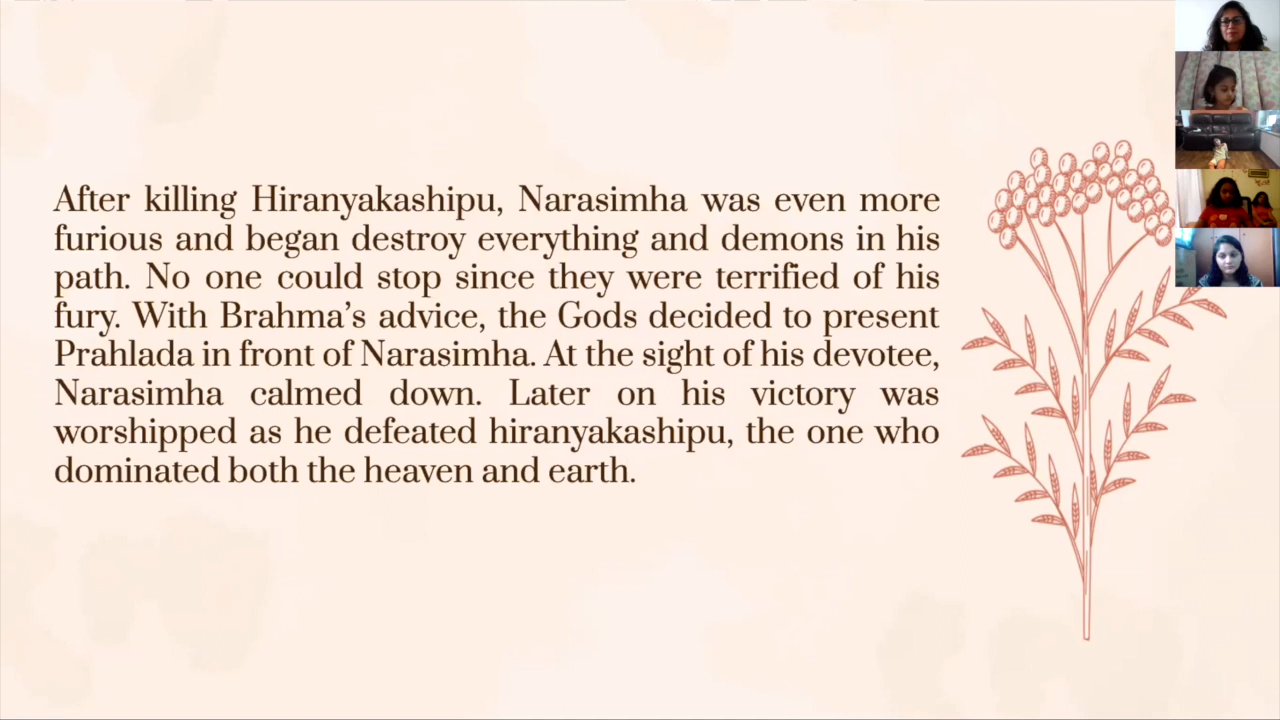 After killing Hiranyakashipu, Narasimha was even more
furious and began destroy everything and demons in his
path. No one could stop since they were terrified of his
fury. With Brahma’s advice, the Gods decided to present
Prahlada in front of Narasimha. At the sight of his devotee,
Narasimha calmed down. Later on his victory was
worshipped as he defeated hiranyakashipu, the one who
dominated both the heaven and earth.